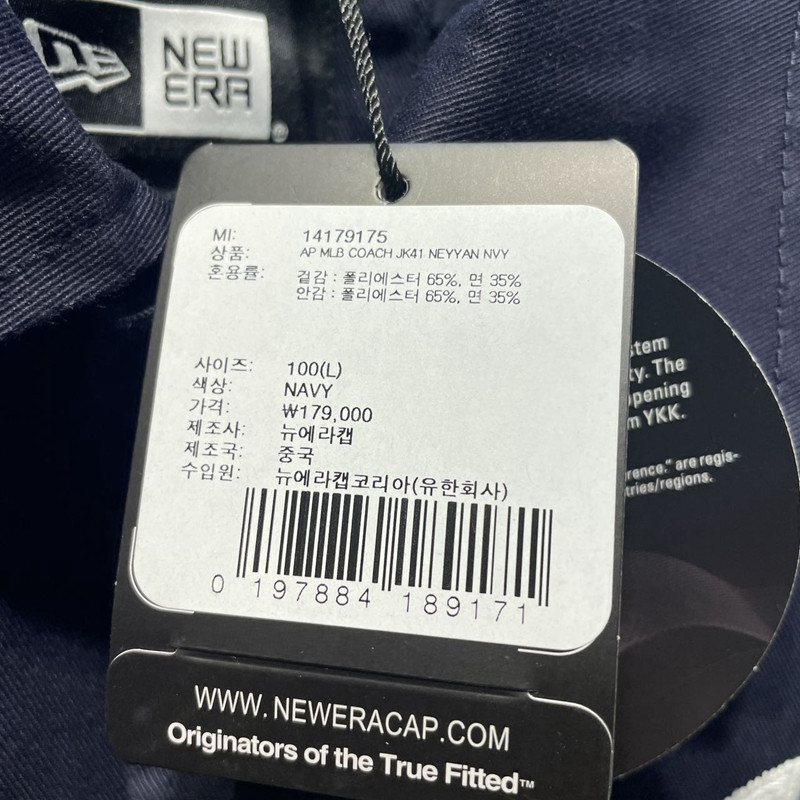 NEW
ERA
®
MI: 14179175
상품: AP MLB COACH JK41 NEYYAN NVY
혼용률: 겉감 : 폴리에스터 65%, 면 35%
안감 : 폴리에스터 65%, 면 35%
사이즈: 100(L)
색상: NAVY
가격: ₩179,000
제조사: 뉴에라캡
제조국: 중국
수입원: 뉴에라캡코리아(유한회사)
0 197884 189171
WWW.NEWERACAP.COM
Originators of the True Fitted™
stem
ty. The
opening
m YKK.
rence." are regis-
tries/regions.